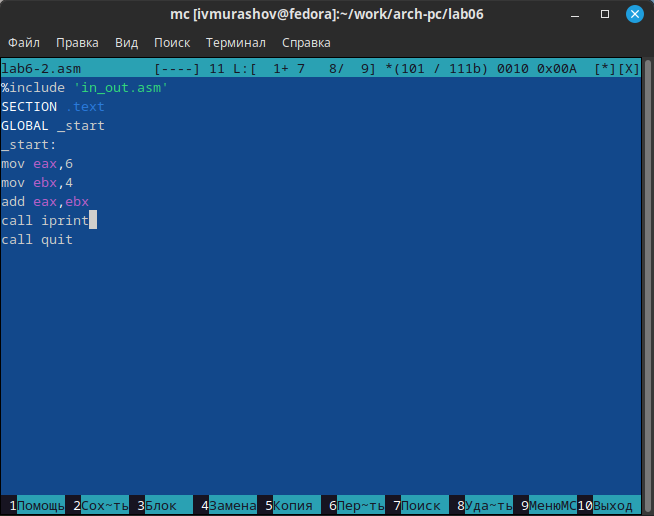 mc [ivmurashov@fedora]:~/work/arch-pc/lab06
Файл Правка Вид Поиск Терминал Справка
lab6-2.asm [----] 11 L:[ 1+ 7 8/ 9] *(101 / 111b) 0010 0x00A [*][X]
%include 'in_out.asm'
SECTION .text
GLOBAL _start
_start:
mov eax,6
mov ebx,4
add eax,ebx
call iprint
call quit
1Помощь 2Сох~ть 3Блок 4Замена 5Копия 6Пер~ть 7Поиск 8Уда~ть 9МенюMC 10Выход